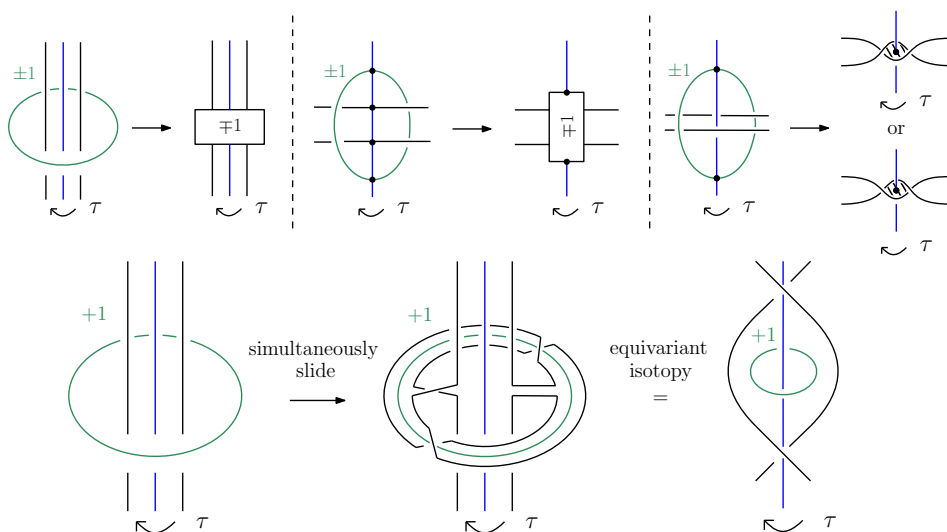 ±1
∓1
τ
τ
±1
∓1
τ
τ
±1
τ
τ
or
τ
+1
simultaneously
slide
τ
+1
equivariant
isotopy
=
τ
+1
τ